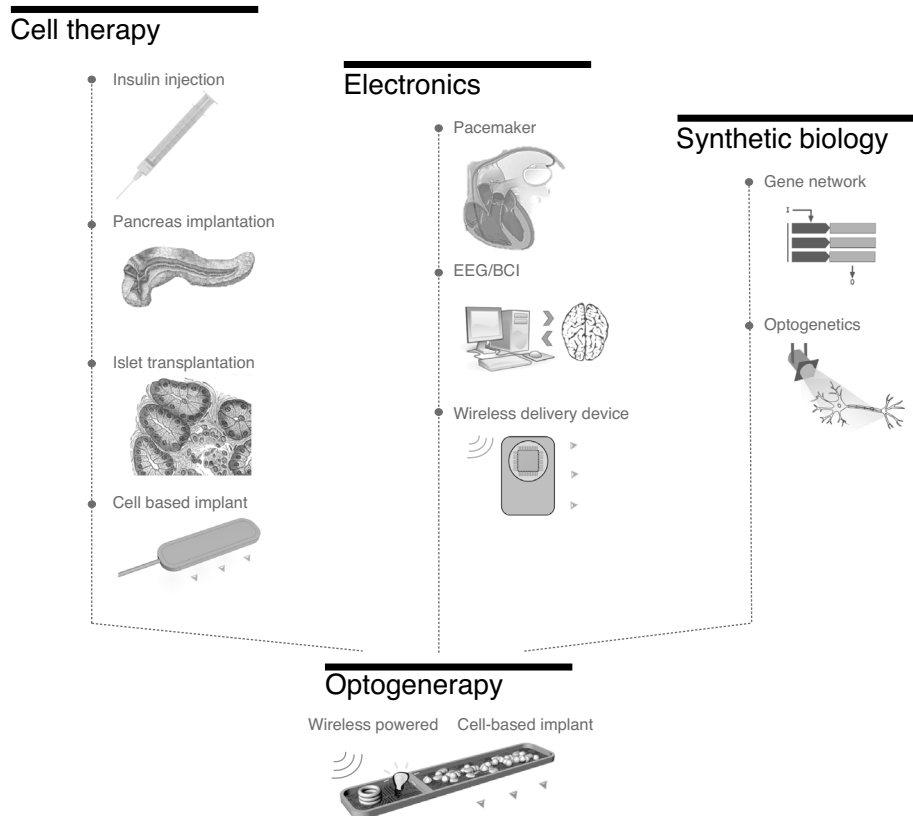 Cell therapy
Insulin injection
Pancreas implantation
Islet transplantation
Cell based implant
Electronics
Pacemaker
EEG/BCI
Wireless delivery device
Synthetic biology
Gene network
I
O
Optogenetics
Optogenerapy
Wireless powered
Cell-based implant